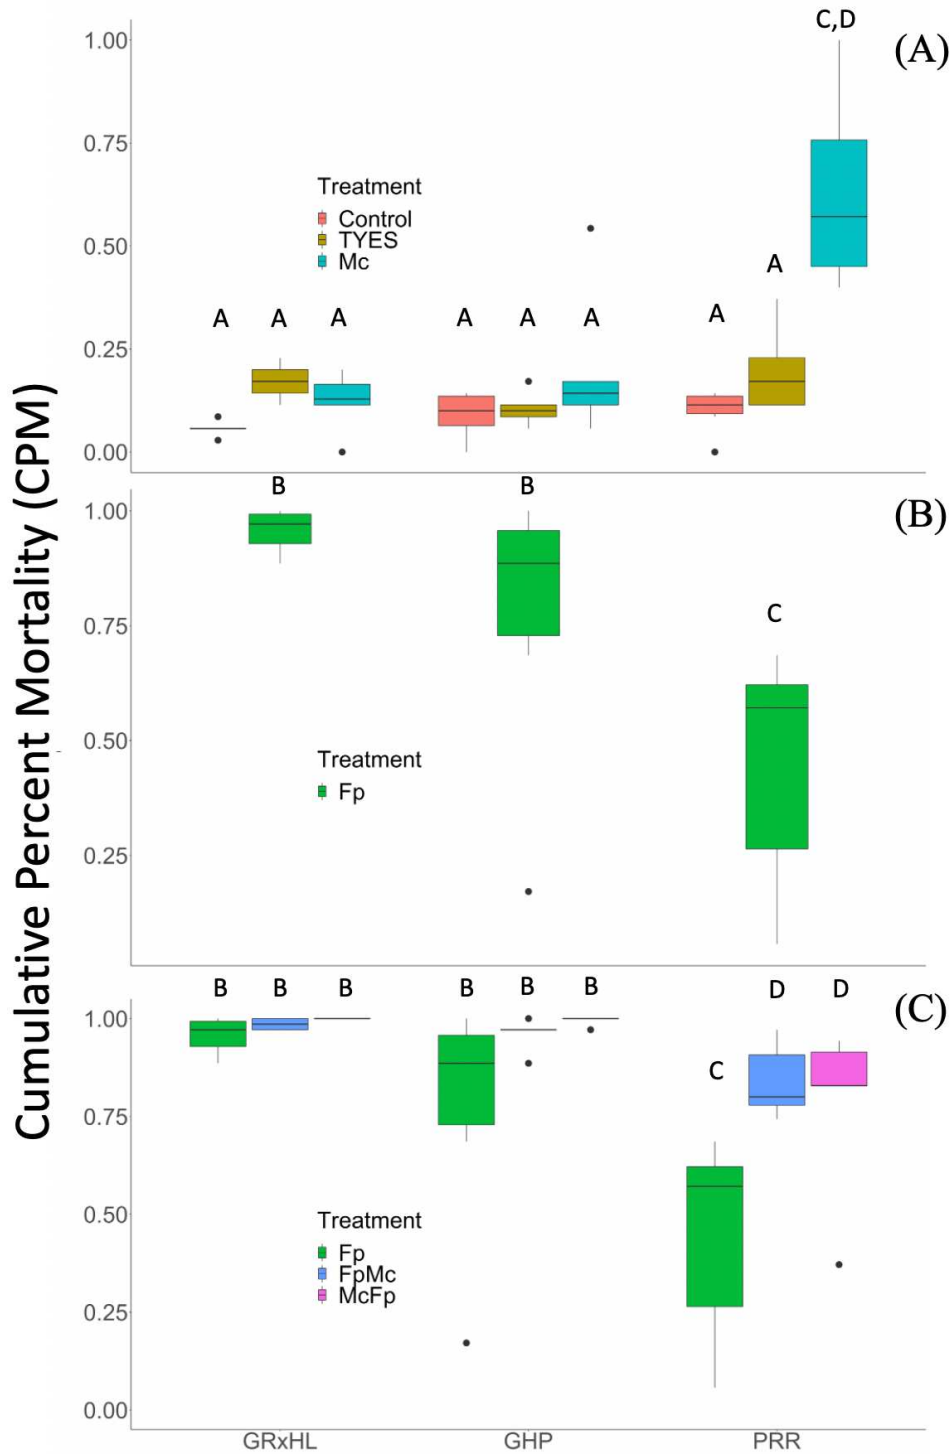 Cumulative Percent Mortality (CPM)
(A)
C,D
1.00
0.75
0.50
0.25
0.00
Treatment
Control
TYES
Mc
A A A A A A A A
(B)
B B C
1.00
0.75
0.50
0.25
Treatment
Fp
(C)
B B B B B B C D D
1.00
0.75
0.50
0.25
0.00
Treatment
Fp
FpMc
McFp
GRxHL GHP PRR